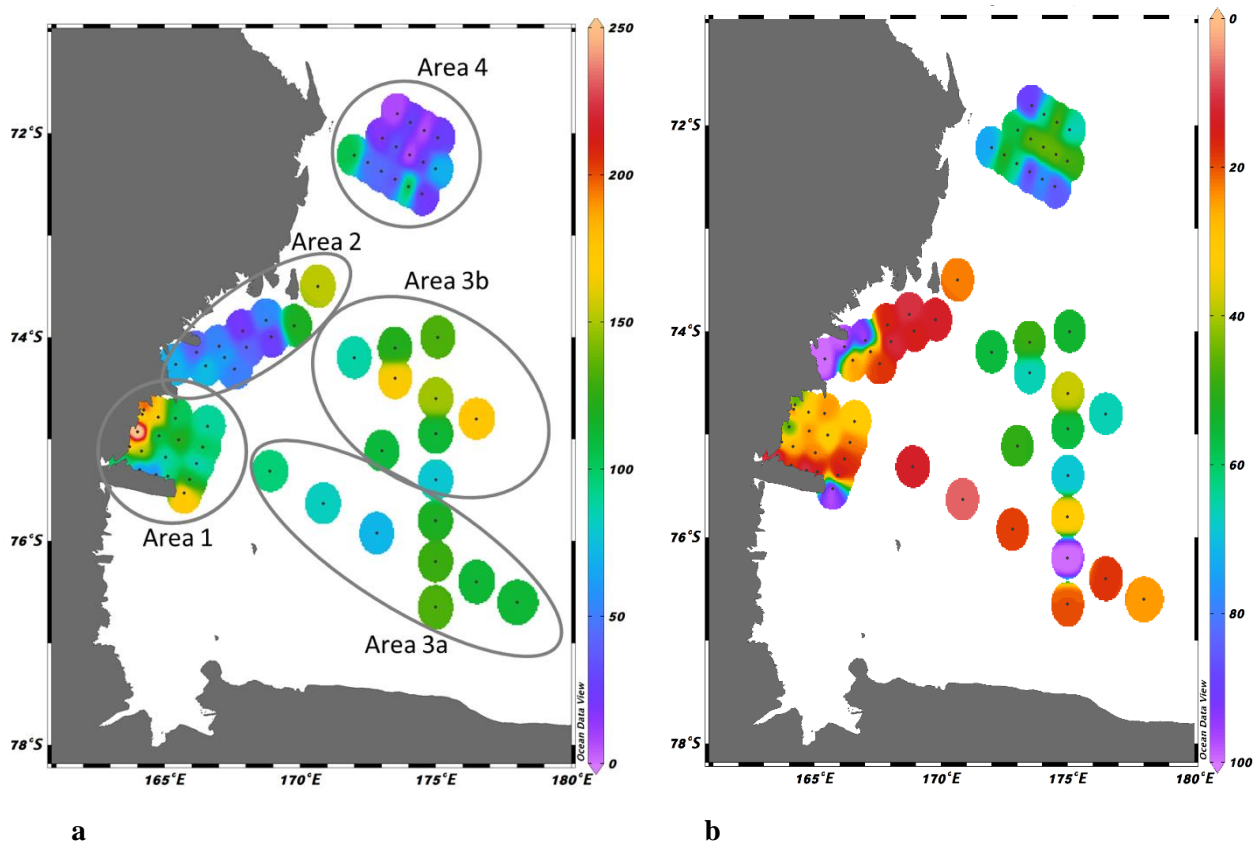 250
Area 4
72°S
200
Area 2
Area 3b
150
74°S
100
Area 1
76°S
50
Area 3a
78°S
0
Ocean Data View
165°E
170°E
175°E
180°E
a
0
72°S
20
74°S
40
60
76°S
80
78°S
100
Ocean Data View
165°E
170°E
175°E
180°E
b